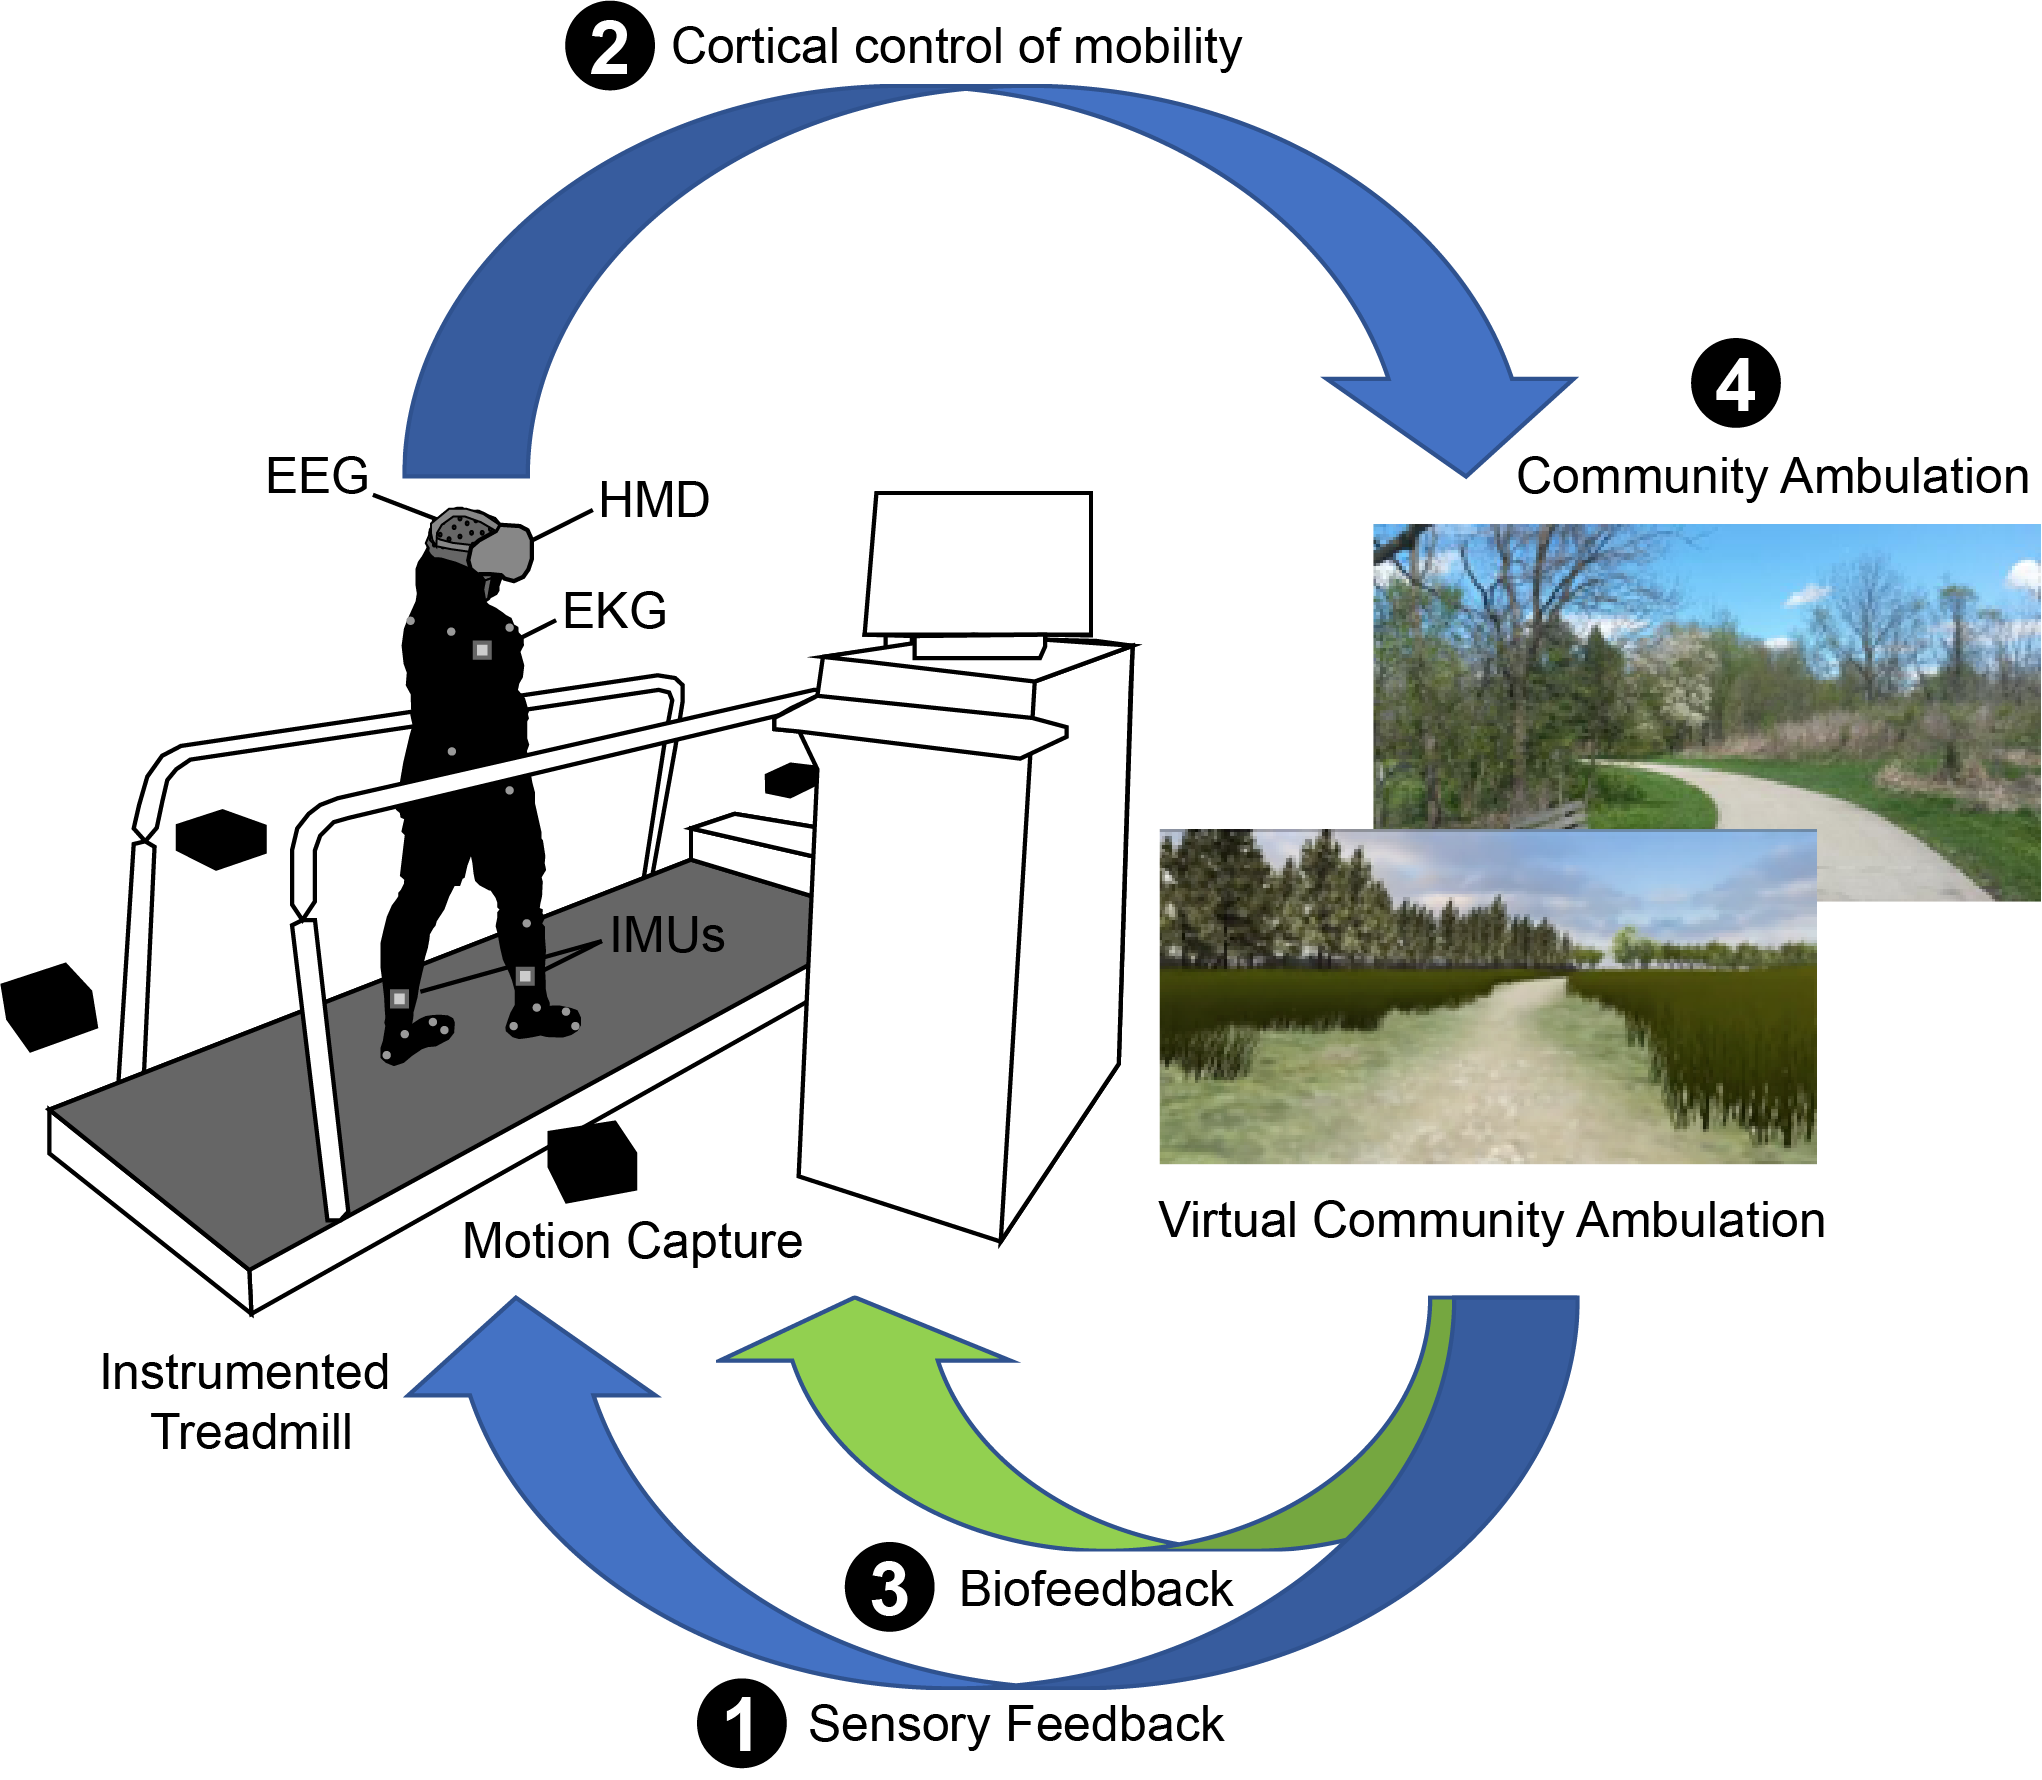 2 Cortical control of mobility
4
Community Ambulation
EEG
HMD
EKG
IMUs
Motion Capture
Virtual Community Ambulation
Instrumented
Treadmill
3 Biofeedback
1 Sensory Feedback